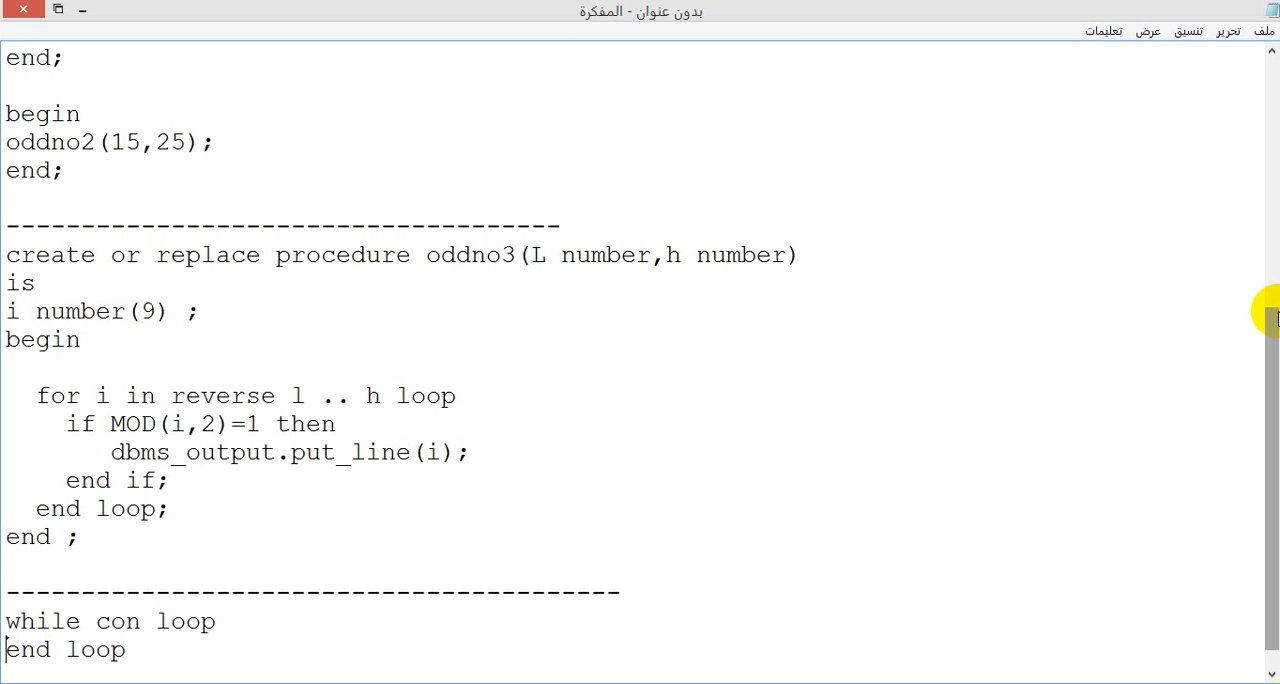 بدون عنوان - المفكرة
ملف تحرير تنسيق عرض تعليمات
end;
begin
oddno2(15,25);
end;
-------------------------------------
create or replace procedure oddno3(L number,h number)
is
i number(9) ;
begin
for i in reverse l .. h loop
if MOD(i,2)=1 then
dbms_output.put_line(i);
end if;
end loop;
end ;
-----------------------------------------
while con loop
end loop